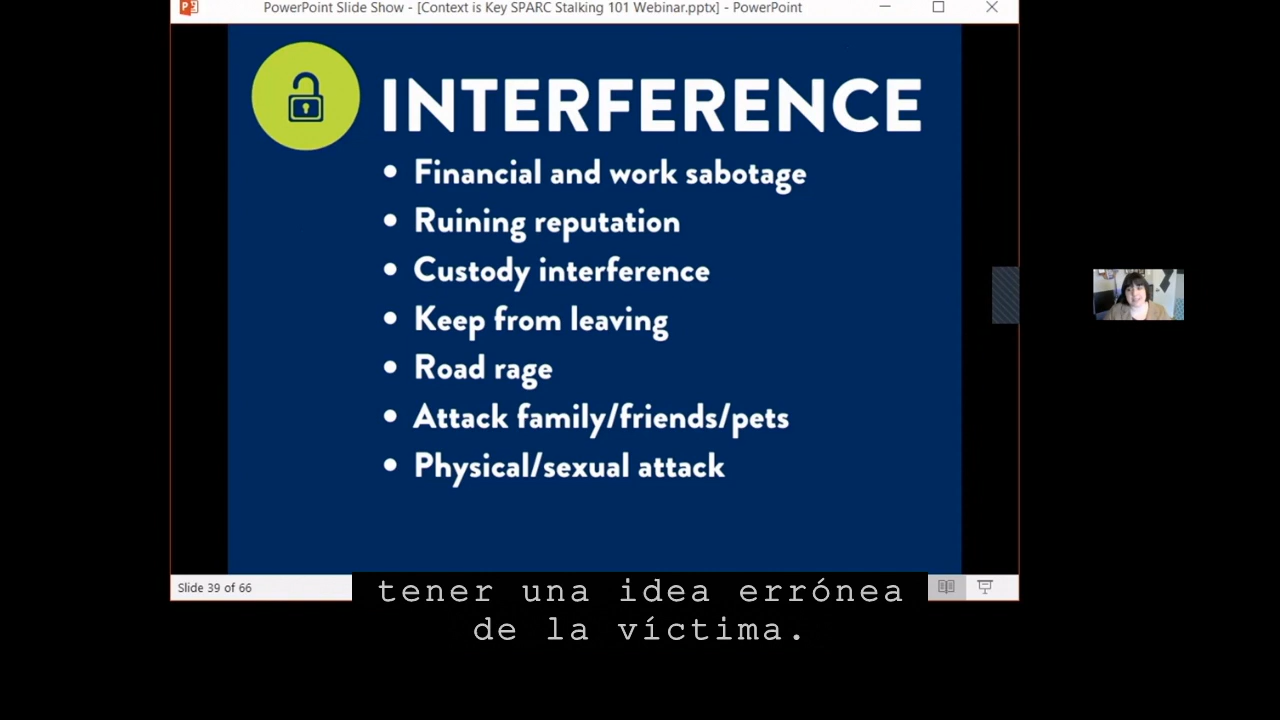 PowerPoint Slide Show - [Context is Key SPARC Stalking 101 Webinar.pptx] - PowerPoint
INTERFERENCE
• Financial and work sabotage
• Ruining reputation
• Custody interference
• Keep from leaving
• Road rage
• Attack family/friends/pets
• Physical/sexual attack
Slide 39 of 66
tener una idea errónea
de la víctima.